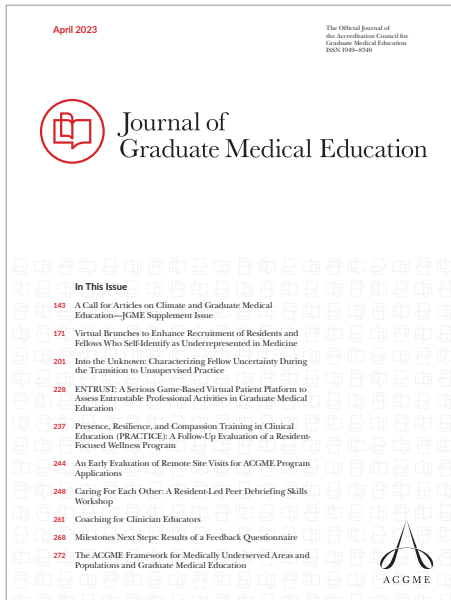 April 2023
The Official Journal of
the Accreditation Council for
Graduate Medical Education
ISSN 1949–8349
Journal of
Graduate Medical Education
In This Issue
143 A Call for Articles on Climate and Graduate Medical
Education—JGME Supplement Issue
171 Virtual Brunches to Enhance Recruitment of Residents and
Fellows Who Self-Identify as Underrepresented in Medicine
201 Into the Unknown: Characterizing Fellow Uncertainty During
the Transition to Unsupervised Practice
228 ENTRUST: A Serious Game-Based Virtual Patient Platform to
Assess Entrustable Professional Activities in Graduate Medical
Education
237 Presence, Resilience, and Compassion Training in Clinical
Education (PRACTICE): A Follow-Up Evaluation of a Resident-
Focused Wellness Program
244 An Early Evaluation of Remote Site Visits for ACGME Program
Applications
248 Caring For Each Other: A Resident-Led Peer Debriefing Skills
Workshop
261 Coaching for Clinician Educators
268 Milestones Next Steps: Results of a Feedback Questionnaire
272 The ACGME Framework for Medically Underserved Areas and
Populations and Graduate Medical Education
ACGME